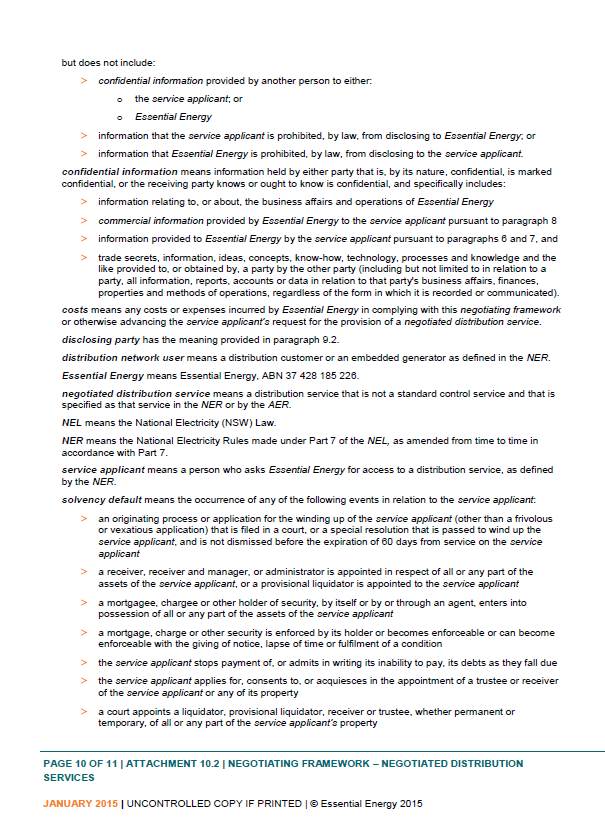 but does not include:
> confidential information provided by another person to either:
o the service applicant; or
o Essential Energy
> information that the service applicant is prohibited, by law, from disclosing to Essential Energy; or
> information that Essential Energy is prohibited, by law, from disclosing to the service applicant.
confidential information means information held by either party that is, by its nature, confidential, is marked
confidential, or the receiving party knows or ought to know is confidential, and specifically includes:
> information relating to, or about, the business affairs and operations of Essential Energy
> commercial information provided by Essential Energy to the service applicant pursuant to paragraph 8
> information provided to Essential Energy by the service applicant pursuant to paragraphs 6 and 7, and
> trade secrets, information, ideas, concepts, know-how, technology, processes and knowledge and the
like provided to, or obtained by, a party by the other party (including but not limited to in relation to a
party, all information, reports, accounts or data in relation to that party's business affairs, finances,
properties and methods of operations, regardless of the form in which it is recorded or communicated).
costs means any costs or expenses incurred by Essential Energy in complying with this negotiating framework
or otherwise advancing the service applicant's request for the provision of a negotiated distribution service.
disclosing party has the meaning provided in paragraph 9.2.
distribution network user means a distribution customer or an embedded generator as defined in the NER.
Essential Energy means Essential Energy, ABN 37 428 185 226.
negotiated distribution service means a distribution service that is not a standard control service and that is
specified as that service in the NER or by the AER.
NEL means the National Electricity (NSW) Law.
NER means the National Electricity Rules made under Part 7 of the NEL, as amended from time to time in
accordance with Part 7.
service applicant means a person who asks Essential Energy for access to a distribution service, as defined
by the NER.
solvency default means the occurrence of any of the following events in relation to the service applicant:
> an originating process or application for the winding up of the service applicant (other than a frivolous
or vexatious application) that is filed in a court, or a special resolution that is passed to wind up the
service applicant, and is not dismissed before the expiration of 60 days from service on the service
applicant
> a receiver, receiver and manager, or administrator is appointed in respect of all or any part of the
assets of the service applicant, or a provisional liquidator is appointed to the service applicant
> a mortgagee, chargee or other holder of security, by itself or by or through an agent, enters into
possession of all or any part of the assets of the service applicant
> a mortgage, charge or other security is enforced by its holder or becomes enforceable or can become
enforceable with the giving of notice, lapse of time or fulfilment of a condition
> the service applicant stops payment of, or admits in writing its inability to pay, its debts as they fall due
> the service applicant applies for, consents to, or acquiesces in the appointment of a trustee or receiver
of the service applicant or any of its property
> a court appoints a liquidator, provisional liquidator, receiver or trustee, whether permanent or
temporary, of all or any part of the service applicant's property
PAGE 10 OF 11 | ATTACHMENT 10.2 | NEGOTIATING FRAMEWORK – NEGOTIATED DISTRIBUTION
SERVICES
JANUARY 2015 | UNCONTROLLED COPY IF PRINTED | © Essential Energy 2015